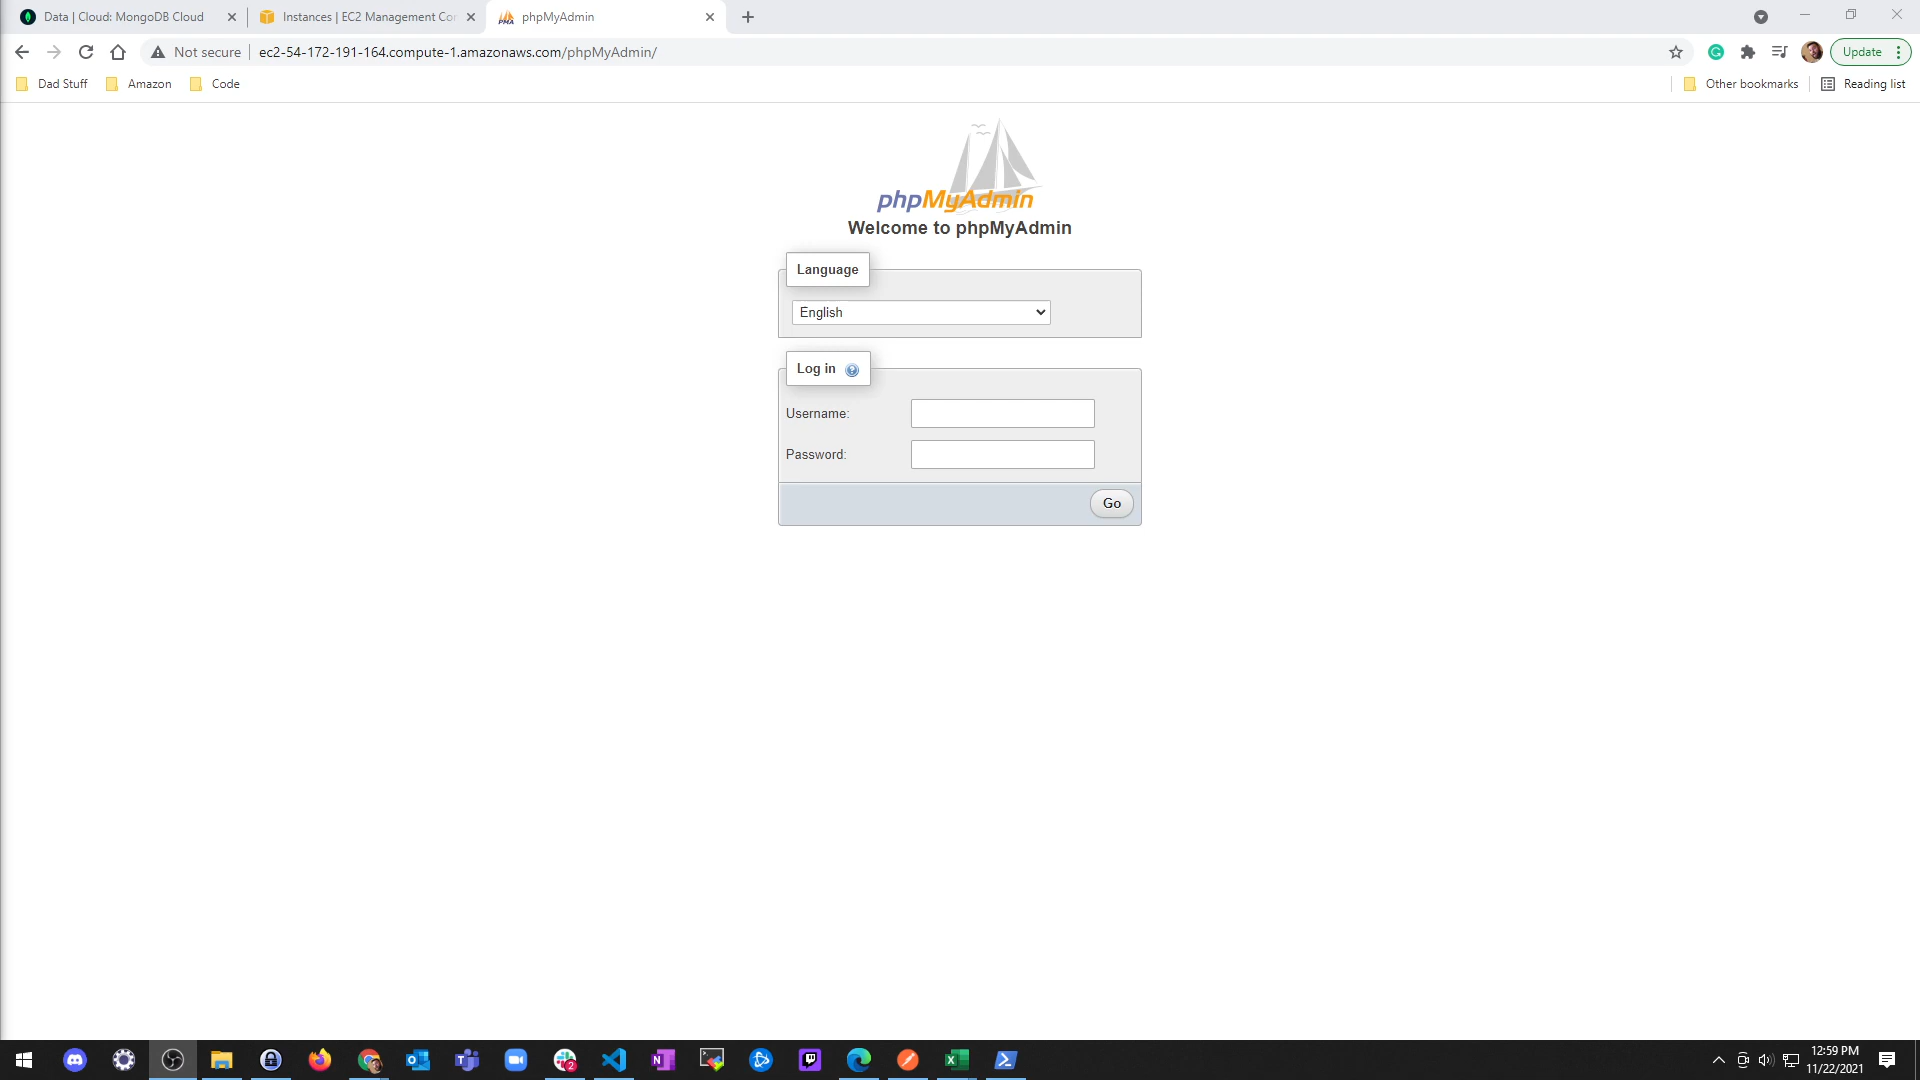 Data | Cloud: MongoDB Cloud
Instances | EC2 Management Cor
phpMyAdmin
Not secure
ec2-54-172-191-164.compute-1.amazonaws.com/phpMyAdmin/
Update
Dad Stuff
Amazon
Code
Other bookmarks
Reading list
phpMyAdmin
Welcome to phpMyAdmin
Language
English
Log in
Username:
Password:
Go
12:59 PM
11/22/2021